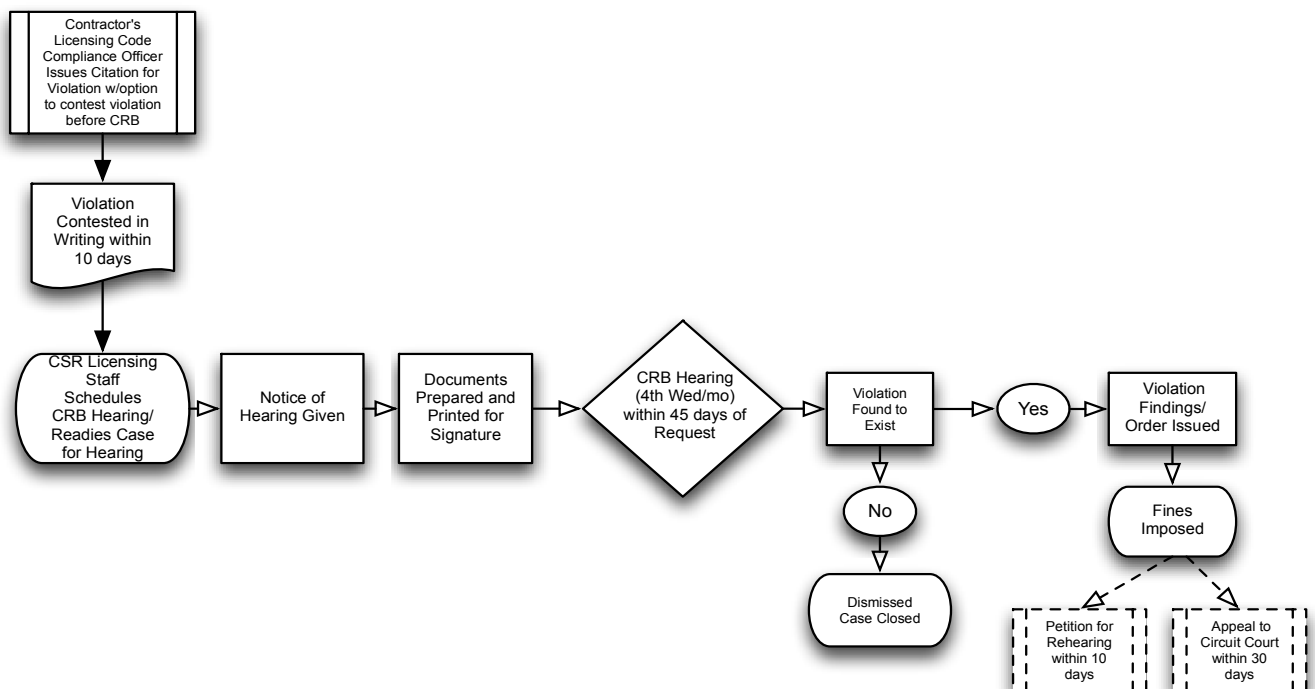 Contractor's
Licensing Code
Compliance Officer
Issues Citation for
Violation w/option
to contest violation
before CRB
Violation
Contested in
Writing within
10 days
CSR Licensing
Staff
Schedules
CRB Hearing/
Readies Case
for Hearing
Notice of
Hearing Given
Documents
Prepared and
Printed for
Signature
CRB Hearing
(4th Wed/mo)
within 45 days of
Request
Violation
Found to
Exist
Yes
Violation
Findings/
Order Issued
No
Fines
Imposed
Dismissed
Case Closed
Petition for
Rehearing
within 10
days
Appeal to
Circuit Court
within 30
days